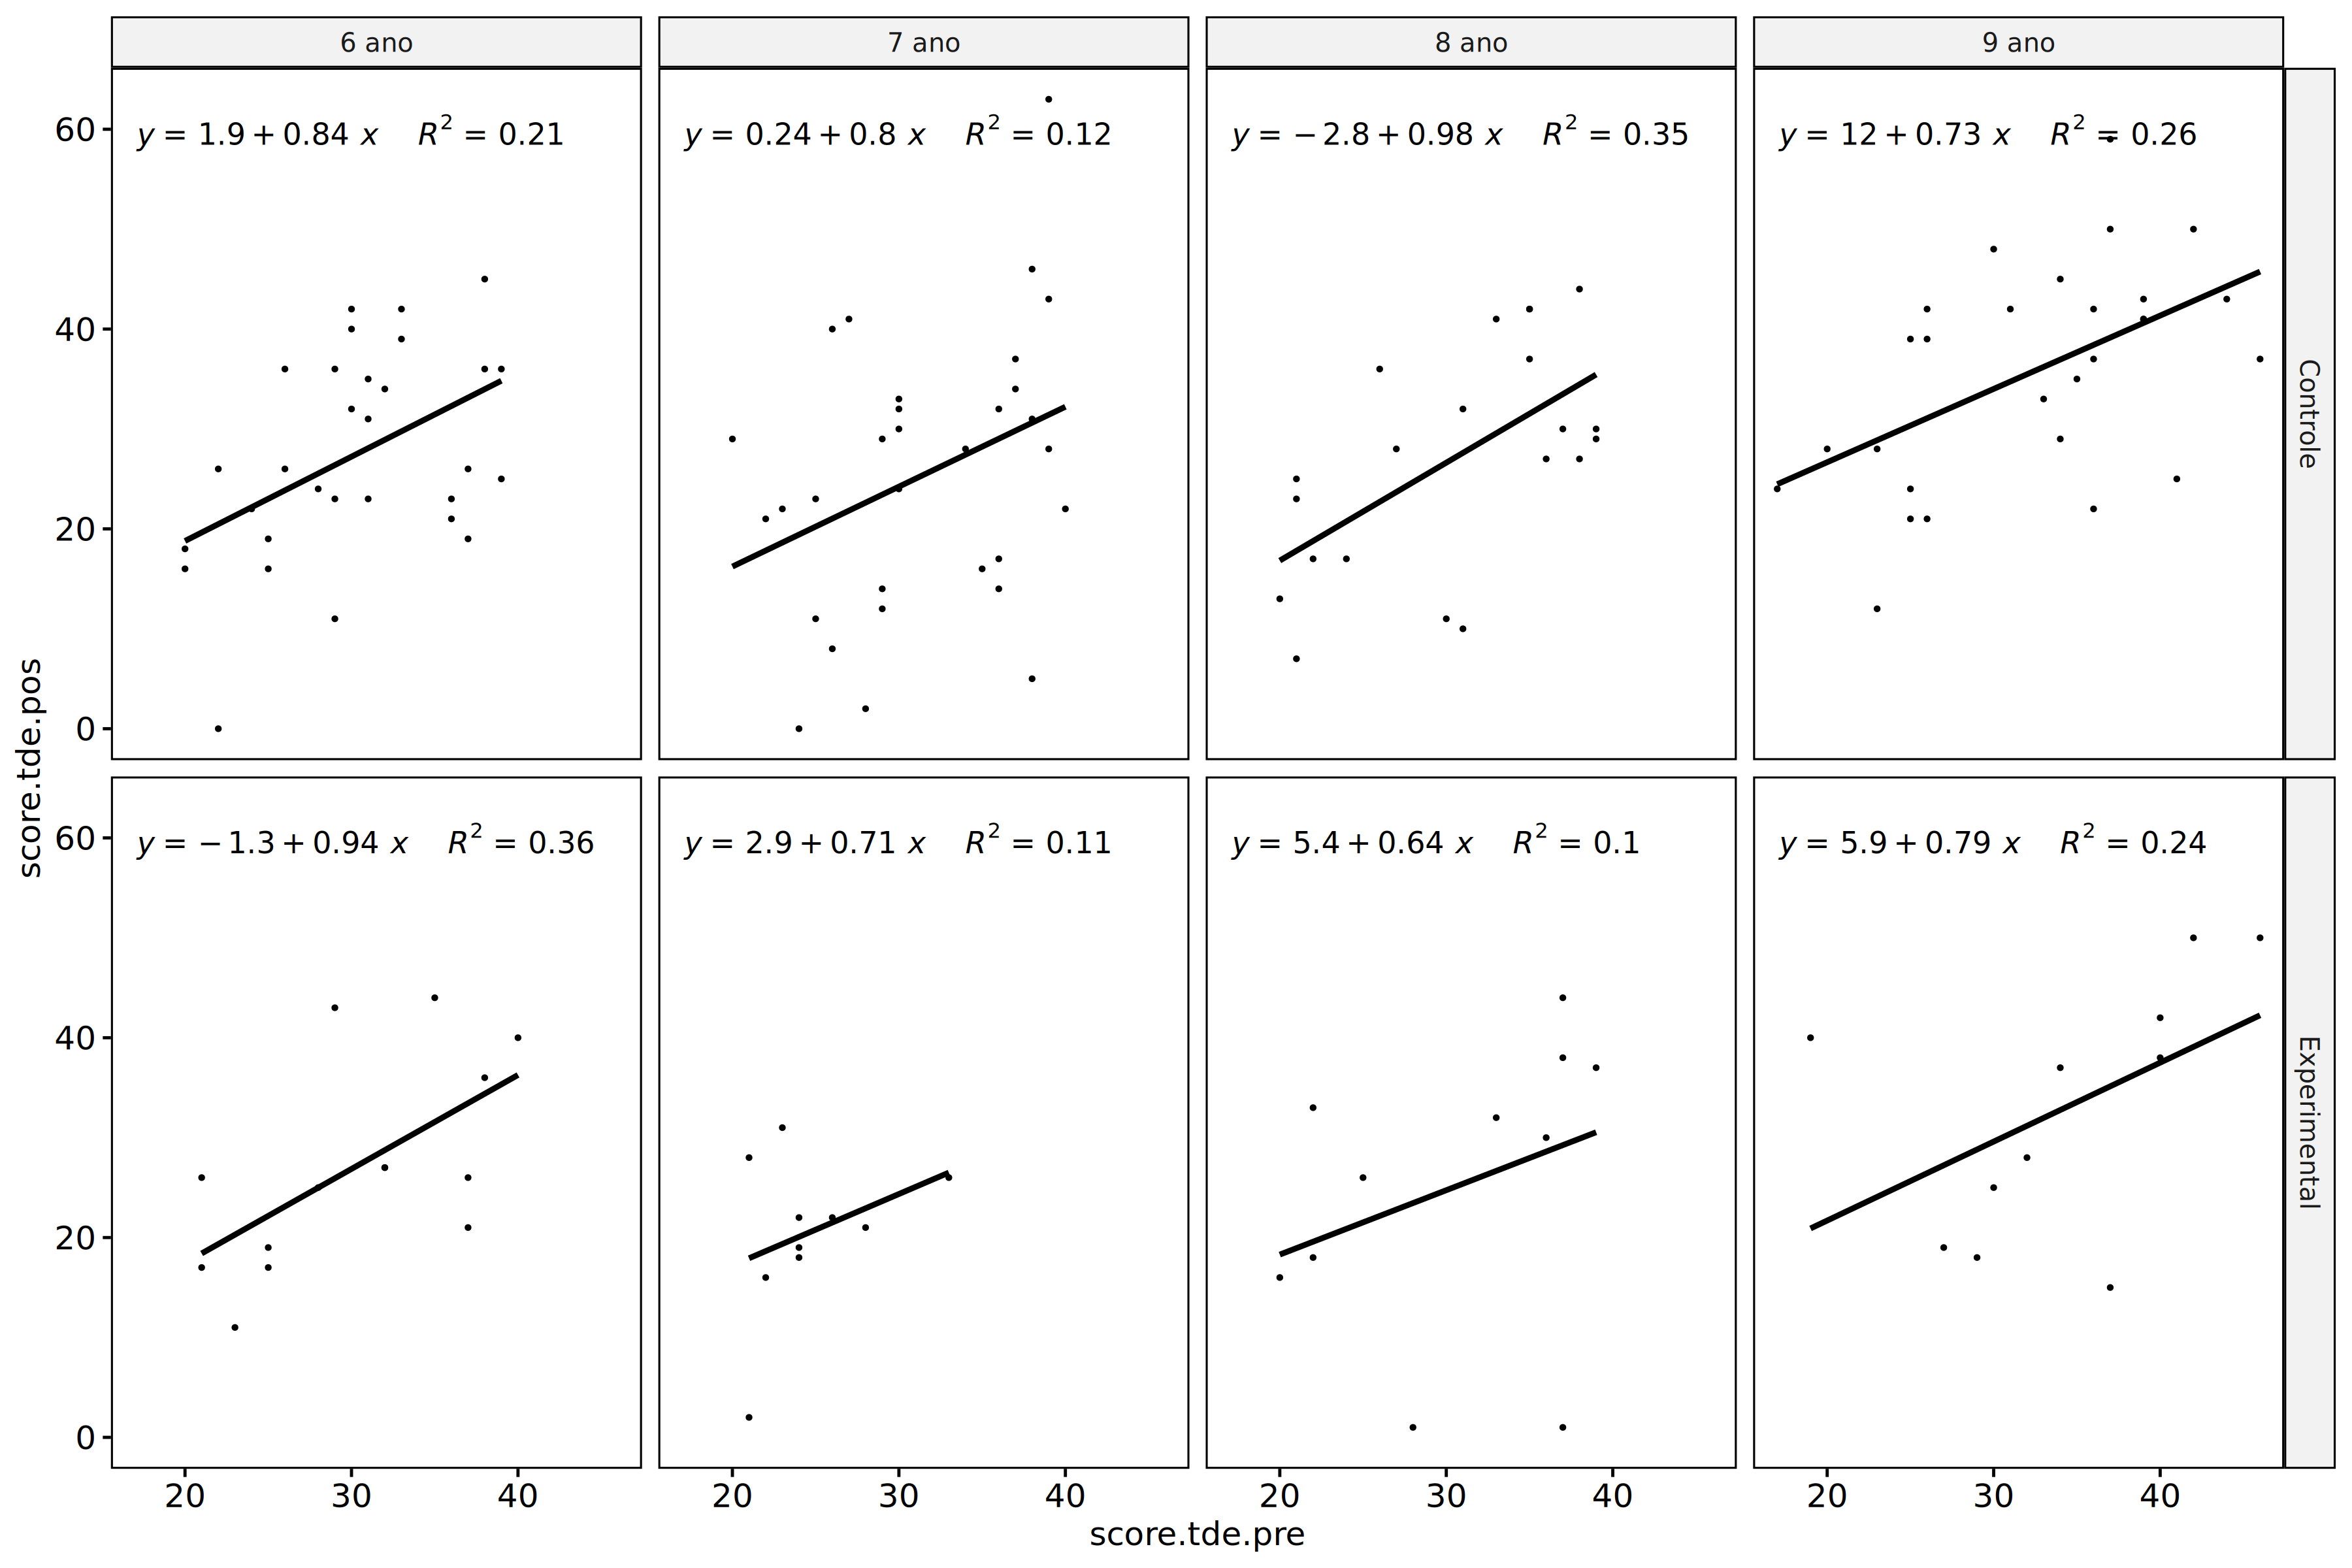 6 ano
7 ano
8 ano
9 ano
y = 1.9 + 0.84 x R² = 0.21
y = 0.24 + 0.8 x R² = 0.12
y = − 2.8 + 0.98 x R² = 0.35
y = 12 + 0.73 x R² = 0.26
60
40
20
0
Controle
y = − 1.3 + 0.94 x R² = 0.36
y = 2.9 + 0.71 x R² = 0.11
y = 5.4 + 0.64 x R² = 0.1
y = 5.9 + 0.79 x R² = 0.24
60
40
20
0
Experimental
score.tde.pos
20 30 40
20 30 40
20 30 40
20 30 40
score.tde.pre